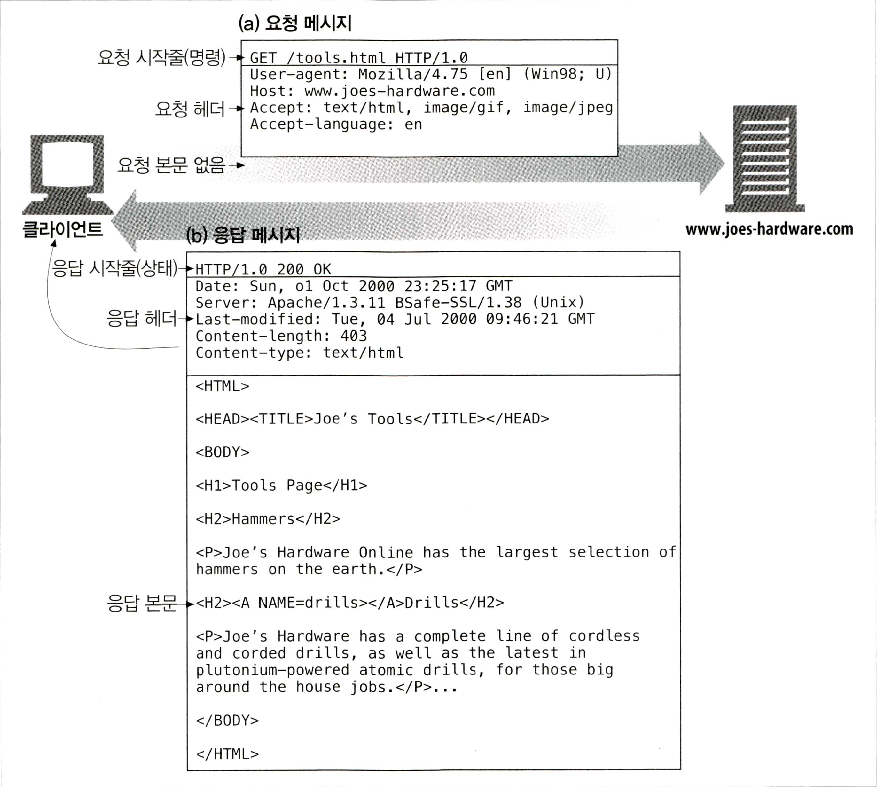 (a) 요청 메시지
요청 시작줄(명령)
GET /tools.html HTTP/1.0
User-agent: Mozilla/4.75 [en] (Win98; U)
Host: www.joes-hardware.com
요청 헤더
Accept: text/html, image/gif, image/jpeg
Accept-language: en
요청 본문 없음
클라이언트
www.joes-hardware.com
(b) 응답 메시지
응답 시작줄(상태)
HTTP/1.0 200 OK
Date: Sun, o1 Oct 2000 23:25:17 GMT
Server: Apache/1.3.11 BSafe-SSL/1.38 (Unix)
응답 헤더
Last-modified: Tue, 04 Jul 2000 09:46:21 GMT
Content-length: 403
Content-type: text/html
<HTML>
<HEAD><TITLE>Joe's Tools</TITLE></HEAD>
<BODY>
<H1>Tools Page</H1>
<H2>Hammers</H2>
<P>Joe's Hardware Online has the largest selection of
hammers on the earth.</P>
응답 본문
<H2><A NAME=drills></A>Drills</H2>
<P>Joe's Hardware has a complete line of cordless
and corded drills, as well as the latest in
plutonium-powered atomic drills, for those big
around the house jobs.</P>...
</BODY>
</HTML>